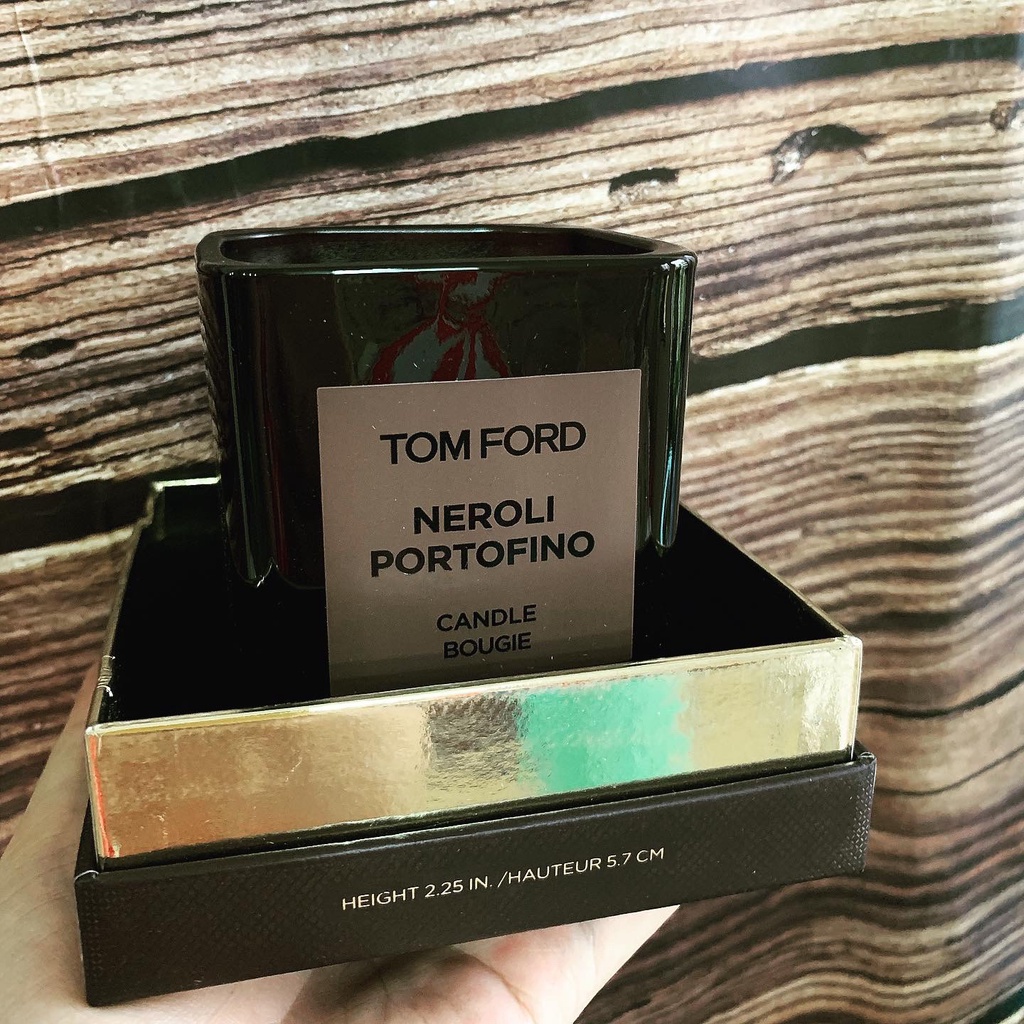 TOM FORD
NEROLI
PORTOFINO
CANDLE
BOUGIE
HEIGHT 2.25 IN. /HAUTEUR 5.7 CM